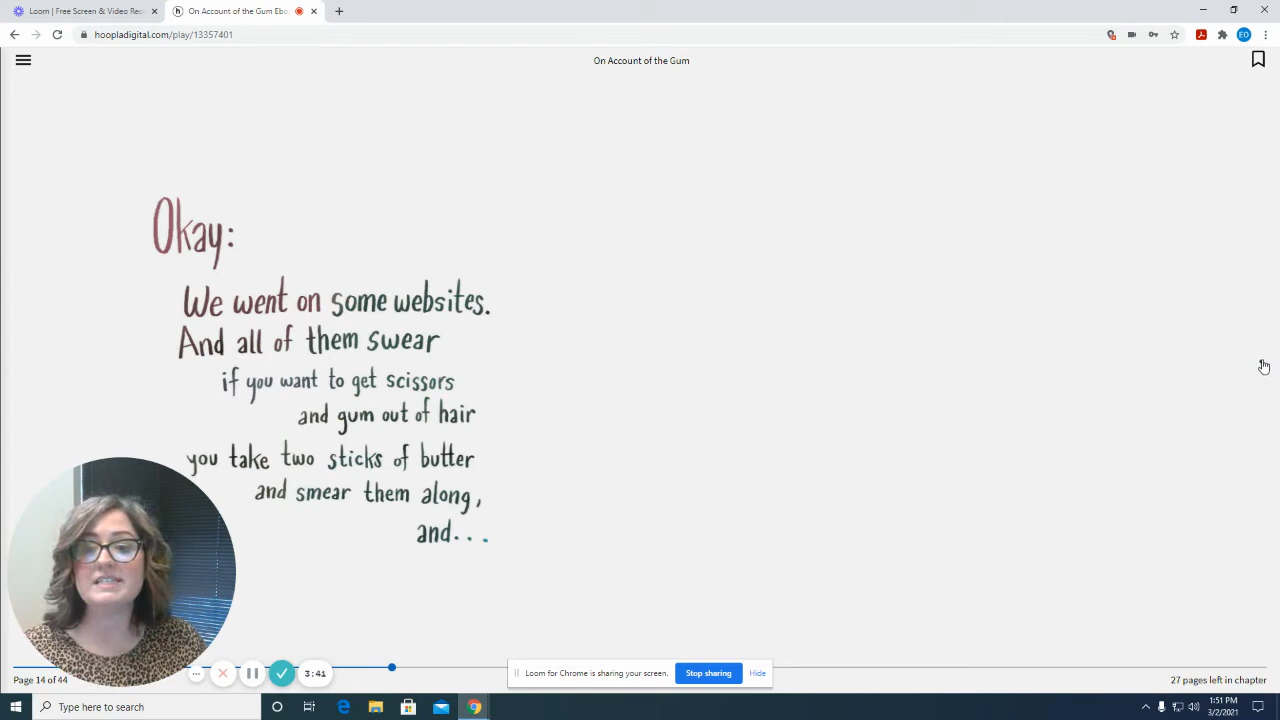 Loom | Free Screen & Video Rec
On Account of the Gum Ebo
hoopladigital.com/play/13357401
EO
On Account of the Gum
Okay:
We went on some websites.
And all of them swear
if you want to get scissors
and gum out of hair
you take two sticks of butter
and smear them along,
and...
3:41
Loom for Chrome is sharing your screen.
Stop sharing
Hide
Page 14 of 44
27 pages left in chapter
Type here to search
1:51 PM
3/2/2021